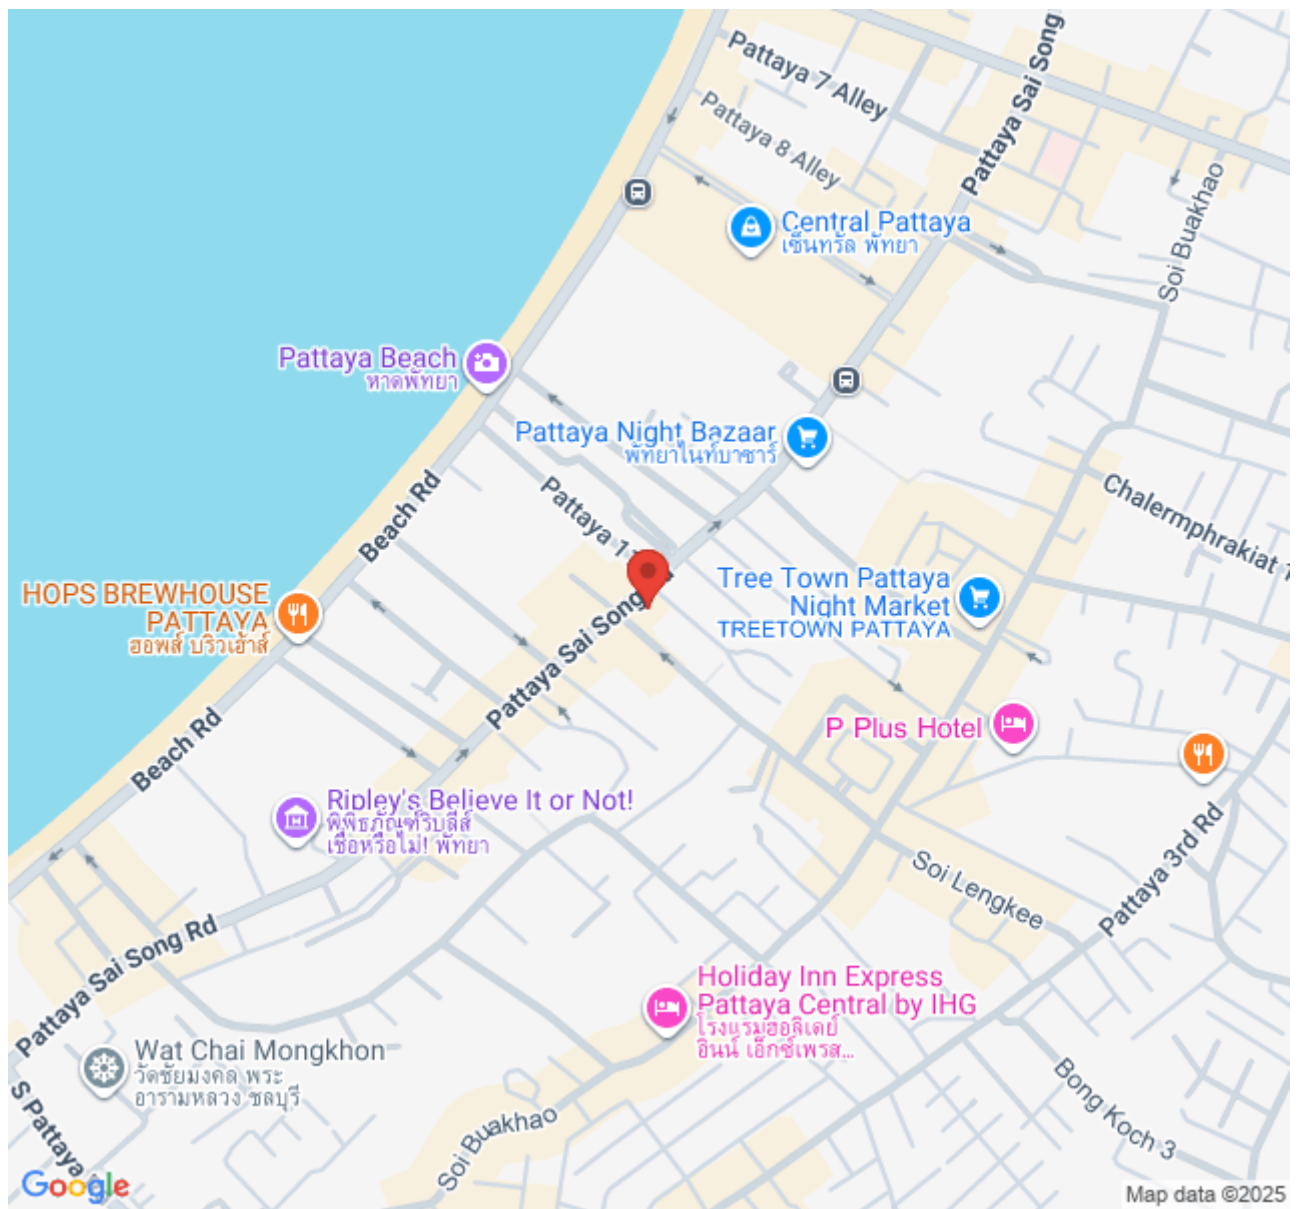 Pattaya 7 Alley
Pattaya Sai Song
Pattaya 8 Alley
Pattaya Sai Song
Soi Buakhao
Central Pattaya
เซ็นทรัล พัทยา
Pattaya Beach
หาดพัทยา
Pattaya Night Bazaar
พัทยาไนท์บาซาร์
Beach Rd
Pattaya 1
Chalermphrakiat 1
HOPS BREWHOUSE
PATTAYA
ฮอพส์ บริวเฮ้าส์
Tree Town Pattaya
Night Market
TREETOWN PATTAYA
Pattaya Sai Song
Beach Rd
P Plus Hotel
Ripley's Believe It or Not!
พิพิธภัณฑ์ริบลีส์
เชื่อหรือไม่! พัทยา
Pattaya 3rd Rd
Soi Lengkee
Pattaya Sai Song Rd
Holiday Inn Express
Pattaya Central by IHG
โรงแรมฮอลิเดย์
อินน์ เอ็กซ์เพรส...
Wat Chai Mongkhon
วัดชัยมงคล พระ
อารามหลวง ชลบุรี
S Pattaya
Soi Buakhao
Bong Koch 3
Google
Map data ©2025